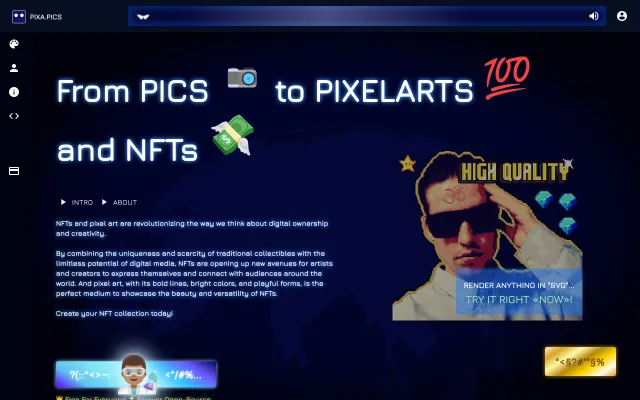 PIXA.PICS
From PICS 📷 to PIXELARTS 💯
and NFTs 💸
INTRO
ABOUT
NFTs and pixel art are revolutionizing the way we think about digital ownership
and creativity.
By combining the uniqueness and scarcity of traditional collectibles with the
limitless potential of digital media, NFTs are opening up new avenues for artists
and creators to express themselves and connect with audiences around the
world. And pixel art, with its bold lines, bright colors, and playful forms, is the
perfect medium to showcase the beauty and versatility of NFTs.
Create your NFT collection today!
HIGH QUALITY
RENDER ANYTHING IN "SVG"...
TRY IT RIGHT «NOW»!